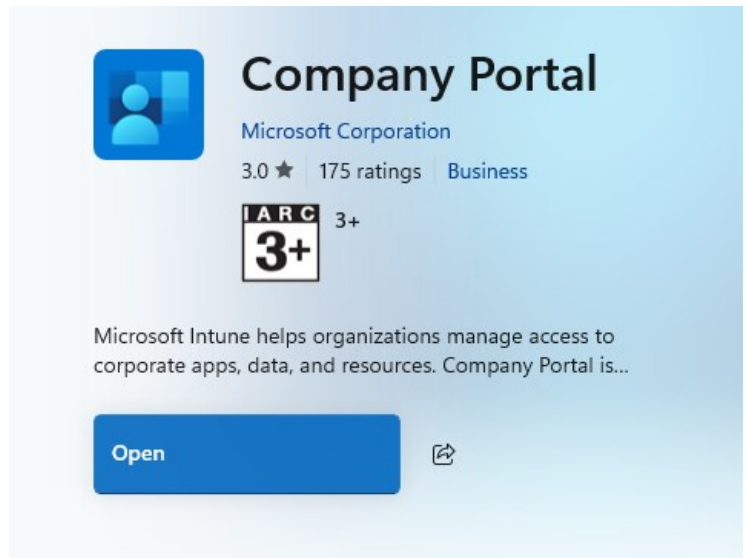 Company Portal
Microsoft Corporation
3.0 ★ 175 ratings Business
IARC
3+
3+
Microsoft Intune helps organizations manage access to
corporate apps, data, and resources. Company Portal is...
Open